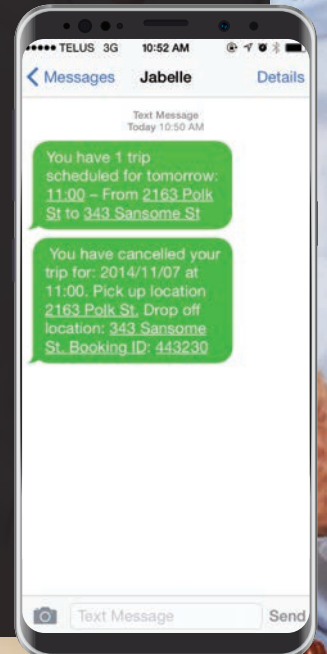 TELUS 3G 10:52 AM
Messages Jabelle Details
Text Message
Today 10:50 AM
You have 1 trip
scheduled for tomorrow:
11:00 – From 2163 Polk
St to 343 Sansome St
You have cancelled your
trip for: 2014/11/07 at
11:00. Pick up location
2163 Polk St, Drop off
location: 343 Sansome
St. Booking ID: 443230
Text Message Send